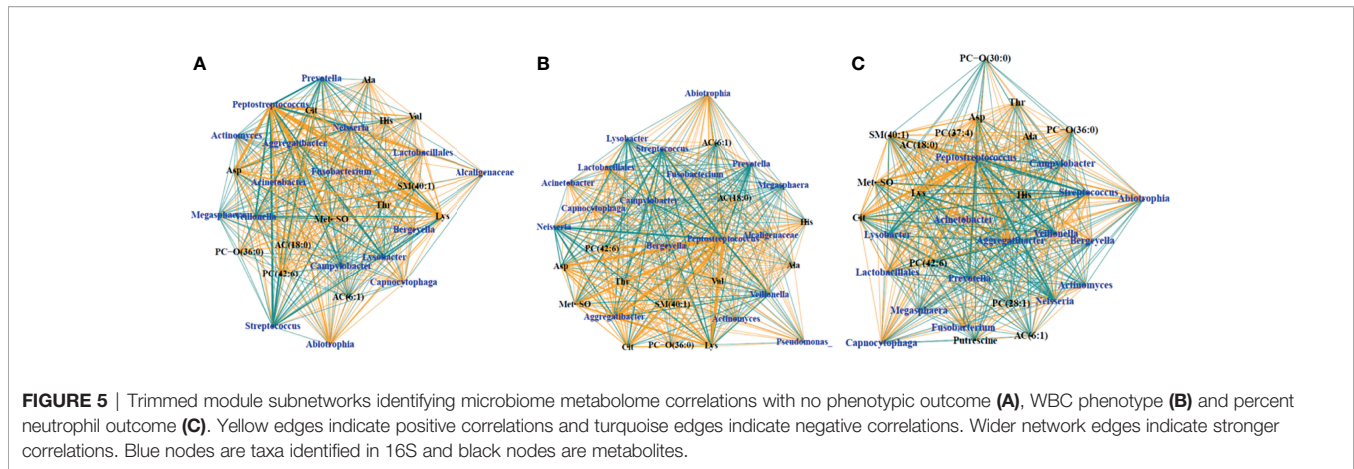 A
B
C
Prevotella
Ala
Peptostreptococcus
Cit
His
Val
Actinomyces
Neisseria
Aggregatibacter
Lactobacillales
Asp
Fusobacterium
Alcaligenaceae
Acinetobacter
SM(40:1)
Thr
Megasphaera
Veillonella
Met-SO
Lys
Bergeyella
AC(18:0)
PC-O(36:0)
Lysobacter
Campylobacter
PC(42:6)
Capnocytophaga
AC(6:1)
Streptococcus
Abiotrophia
Abiotrophia
Lysobacter
AC(6:1)
Streptococcus
Lactobacillales
Prevotella
Fusobacterium
Acinetobacter
Megasphaera
Campylobacter
AC(18:0)
Capnocytophaga
His
Neisseria
Alcaligenaceae
Peptostreptococcus
Bergeyella
PC(42:6)
Asp
Ala
Thr
Val
Veillonella
Met-SO
SM(40:1)
Aggregatibacter
Actinomyces
Cit
PC-O(36:0)
Lys
Pseudomonas_
PC-O(30:0)
Thr
Asp
SM(40:1)
PC(37:4)
Ala
PC-O(36:0)
AC(18:0)
Peptostreptococcus
Campylobacter
Met-SO
Lys
His
Streptococcus
Abiotrophia
Cit
Acinetobacter
Lysobacter
Veillonella
Aggregatibacter
Bergeyella
PC(42:6)
Lactobacillales
Prevotella
Actinomyces
PC(28:1)
Neisseria
Megasphaera
Fusobacterium
Capnocytophaga
Putrescine
AC(6:1)
FIGURE 5 | Trimmed module subnetworks identifying microbiome metabolome correlations with no phenotypic outcome (A), WBC phenotype (B) and percent
neutrophil outcome (C). Yellow edges indicate positive correlations and turquoise edges indicate negative correlations. Wider network edges indicate stronger
correlations. Blue nodes are taxa identified in 16S and black nodes are metabolites.